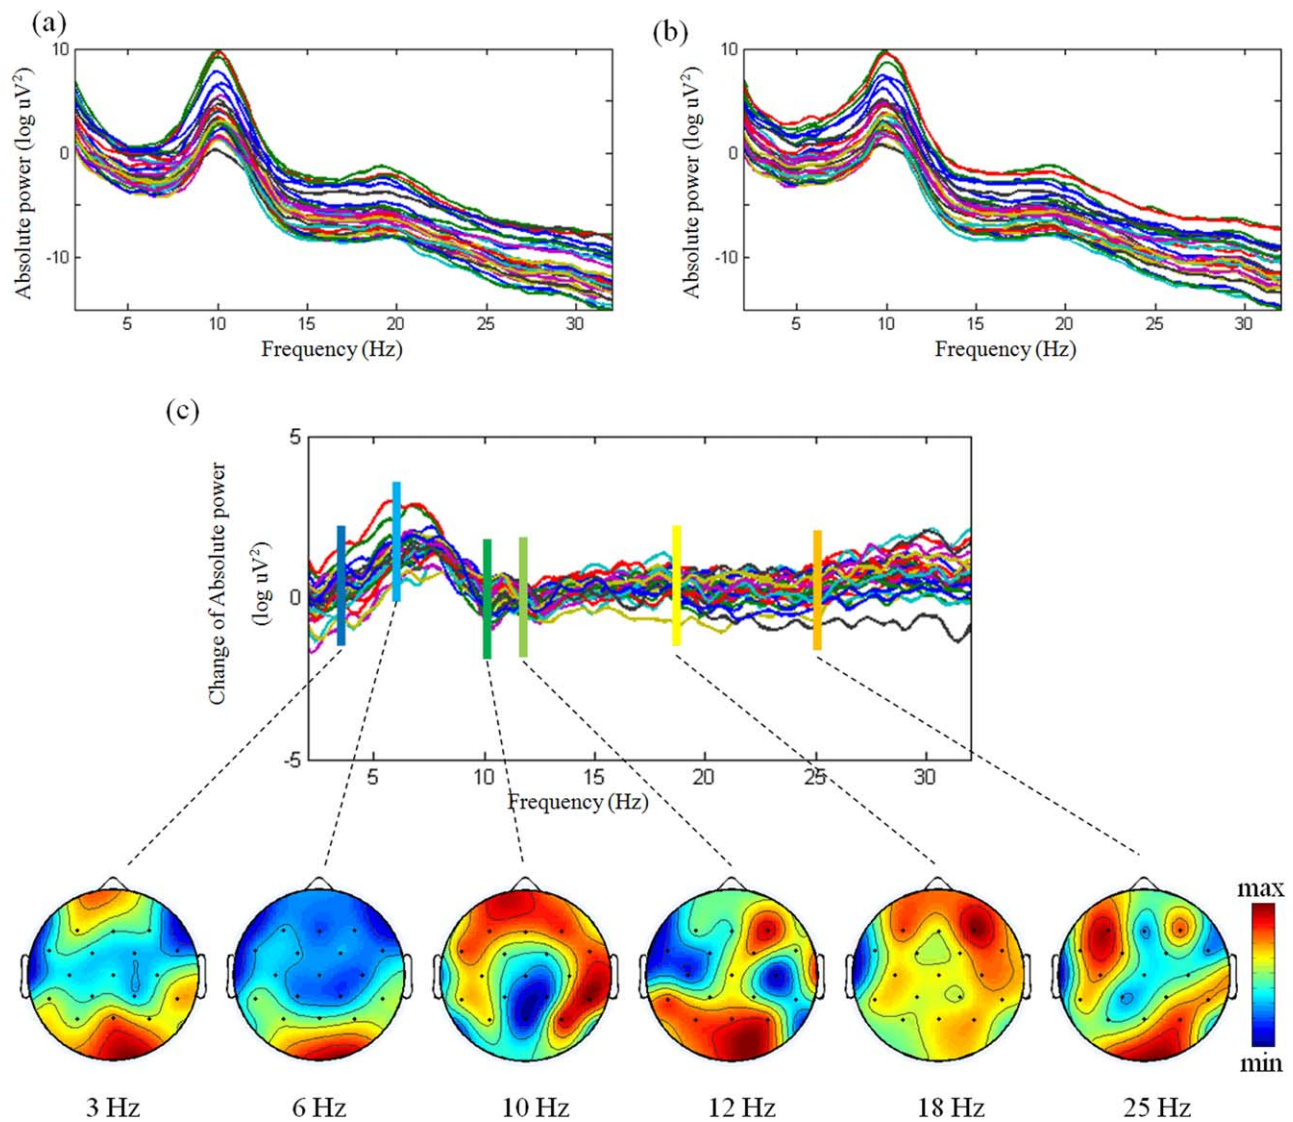 (a)
(b)
10
0
-10
Absolute power (log uV²)
5 10 15 20 25 30
Frequency (Hz)
10
0
-10
Absolute power (log uV²)
5 10 15 20 25 30
Frequency (Hz)
(c)
5
0
-5
Change of Absolute power
(log uV²)
5 10 15 20 25 30
Frequency (Hz)
max
min
3 Hz 6 Hz 10 Hz 12 Hz 18 Hz 25 Hz